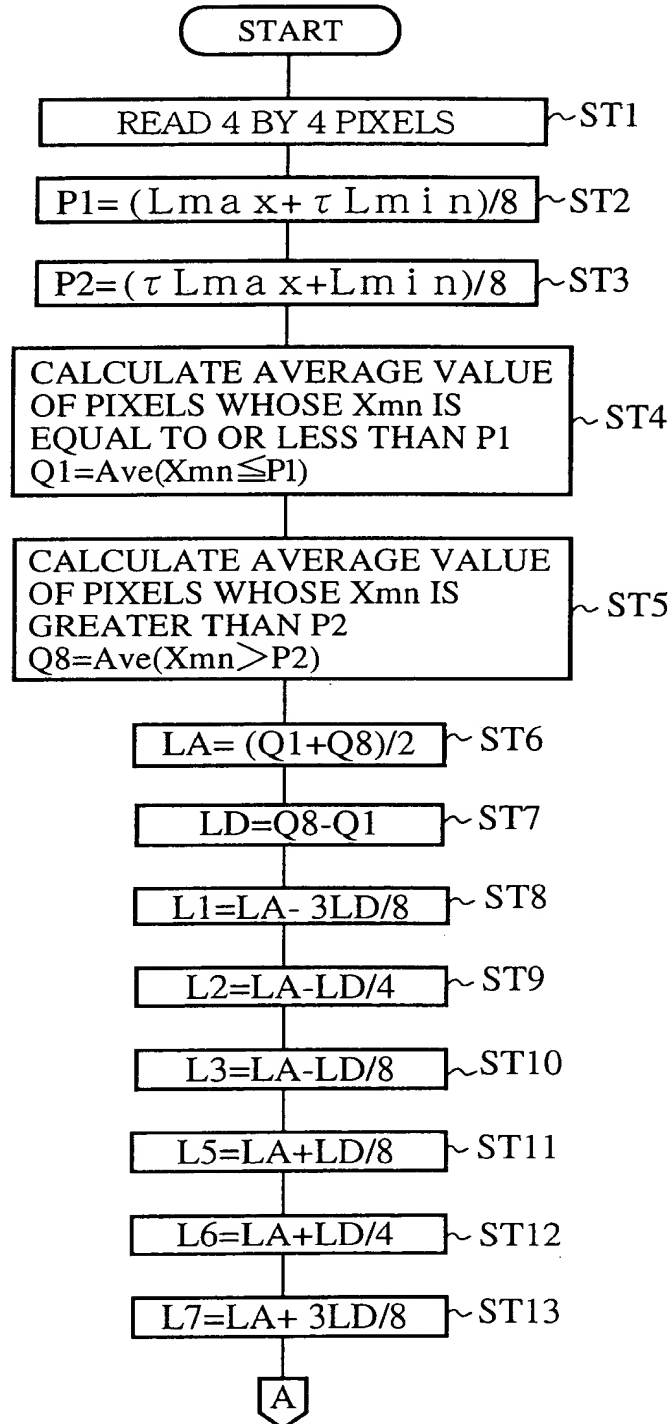 START
READ 4 BY 4 PIXELS
ST1
P1=(Lmax+τLmin)/8
ST2
P2=(τLmax+Lmin)/8
ST3
CALCULATE AVERAGE VALUE
OF PIXELS WHOSE Xmn IS
EQUAL TO OR LESS THAN P1
Q1=Ave(Xmn≦P1)
ST4
CALCULATE AVERAGE VALUE
OF PIXELS WHOSE Xmn IS
GREATER THAN P2
Q8=Ave(Xmn>P2)
ST5
LA=(Q1+Q8)/2
ST6
LD=Q8-Q1
ST7
L1=LA-3LD/8
ST8
L2=LA-LD/4
ST9
L3=LA-LD/8
ST10
L5=LA+LD/8
ST11
L6=LA+LD/4
ST12
L7=LA+3LD/8
ST13
A